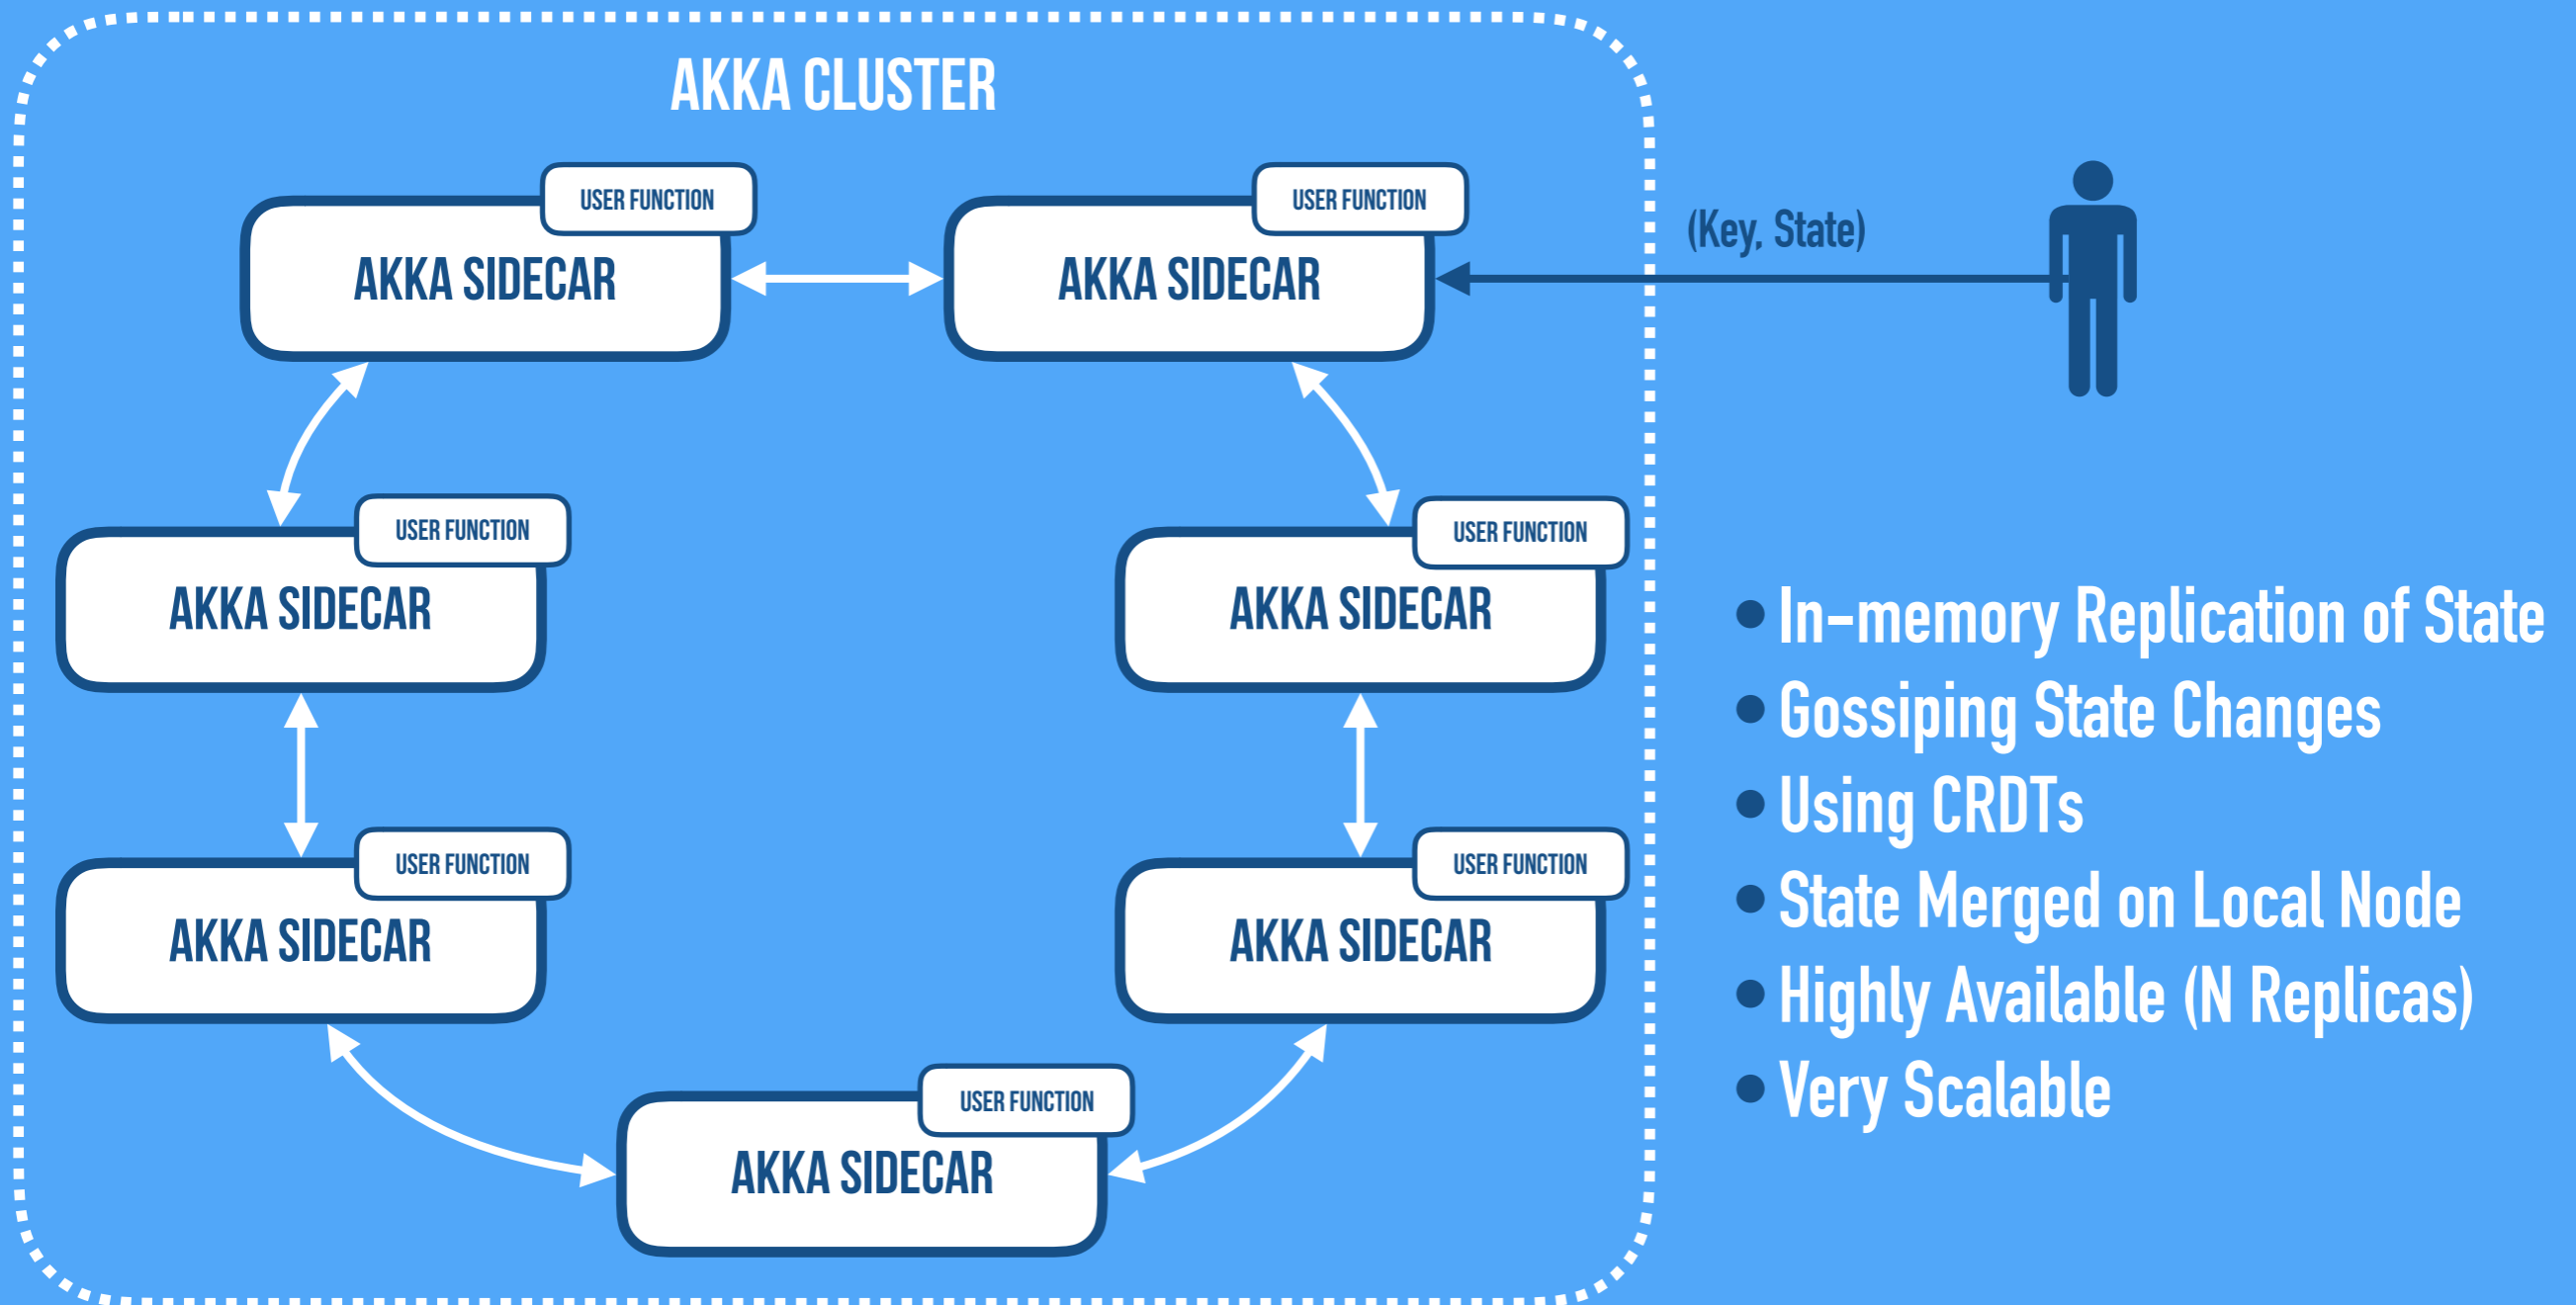 AKKA CLUSTER
USER FUNCTION
AKKA SIDECAR
USER FUNCTION
AKKA SIDECAR
(Key, State)
USER FUNCTION
AKKA SIDECAR
USER FUNCTION
AKKA SIDECAR
USER FUNCTION
AKKA SIDECAR
USER FUNCTION
AKKA SIDECAR
USER FUNCTION
AKKA SIDECAR
• In-memory Replication of State
• Gossiping State Changes
• Using CRDTs
• State Merged on Local Node
• Highly Available (N Replicas)
• Very Scalable